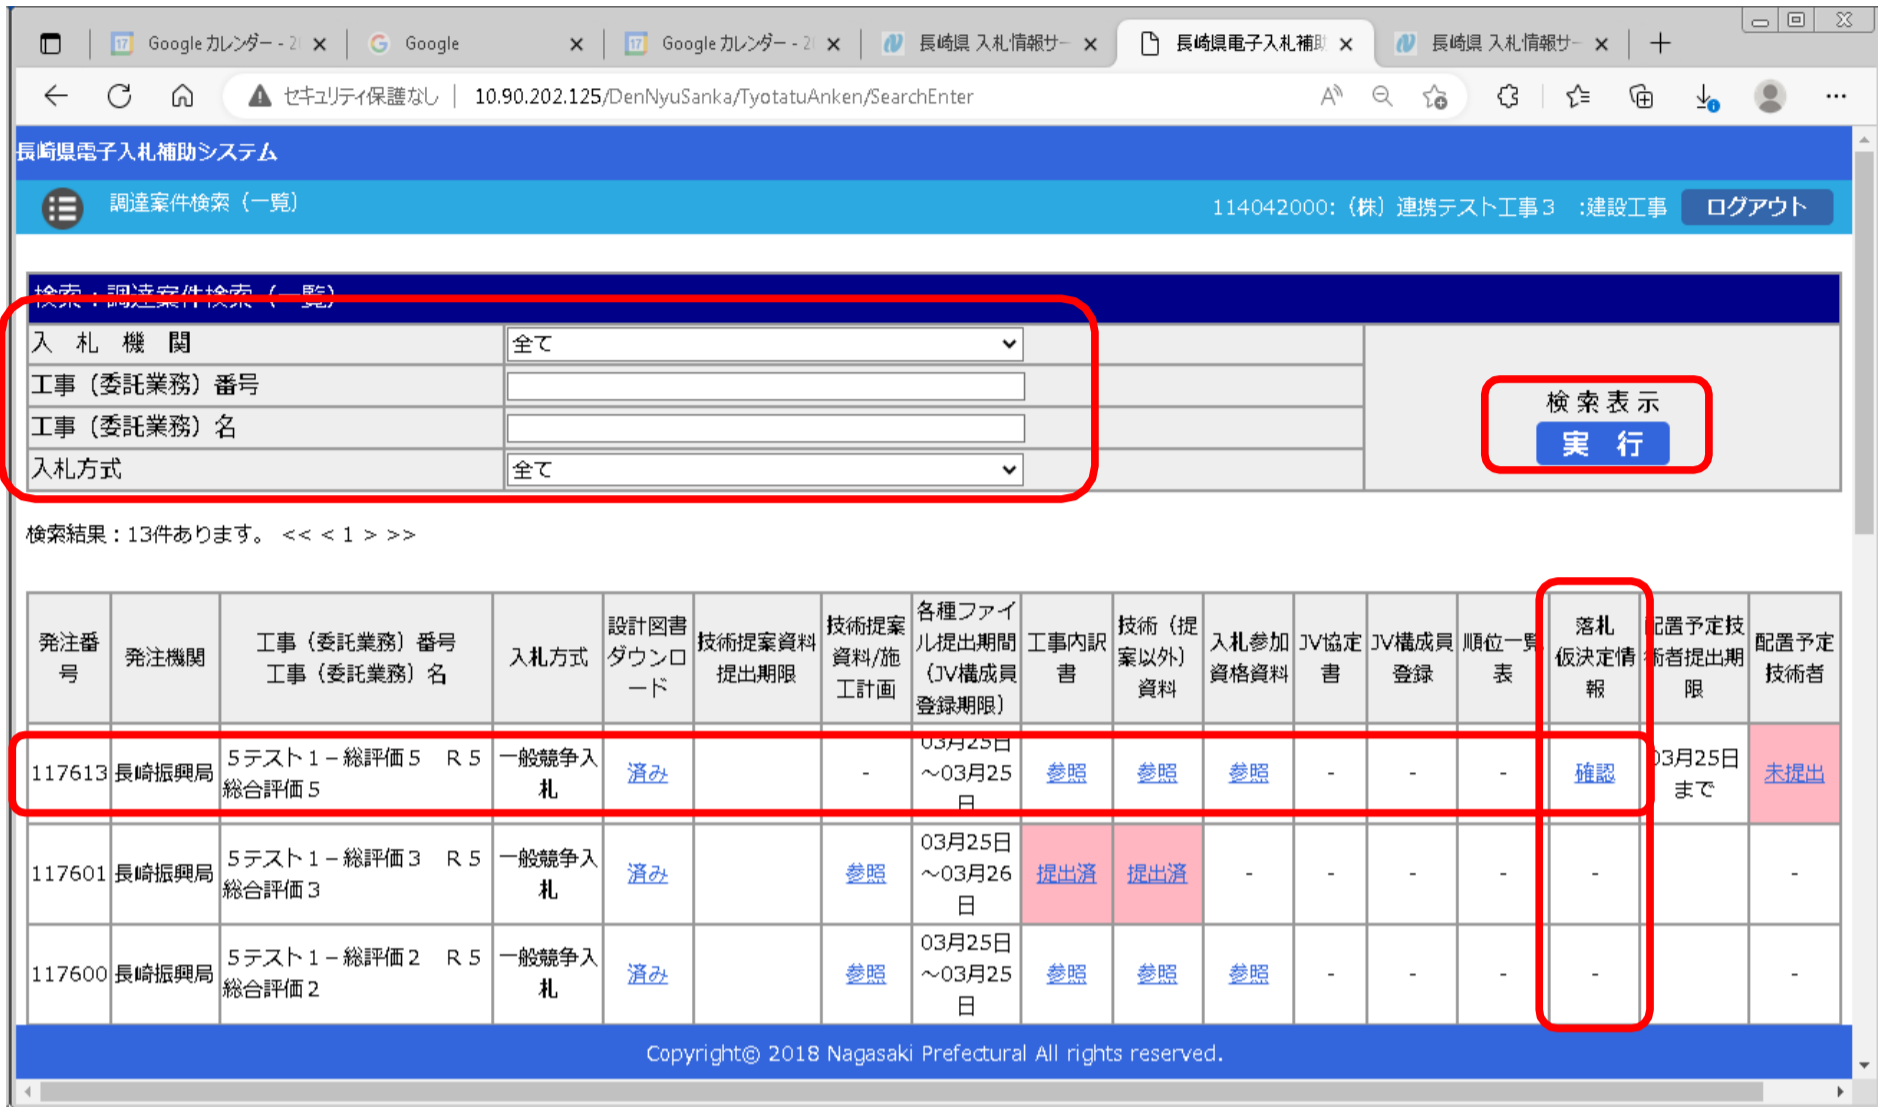 Google カレンダー - 2
Google
Google カレンダー - 2
長崎県 入札情報サー
長崎県電子入札補助
長崎県 入札情報サー
セキュリティ保護なし
10.90.202.125/DenNyuSanka/TyotatuAnken/SearchEnter
長崎県電子入札補助システム
調達案件検索（一覧）
114042000:（株）連携テスト工事３ :建設工事
ログアウト
検索：調達案件検索（一覧）
入 札 機 関
全て
工事（委託業務）番号
工事（委託業務）名
入札方式
全て
検 索 表 示
実 行
検索結果：13件あります。 << < 1 > >>
発注番
号
発注機関
工事（委託業務）番号
工事（委託業務）名
入札方式
設計図書
ダウンロ
ード
技術提案資料
提出期限
技術提案
資料/施
工計画
各種ファイ
ル提出期間
（JV構成員
登録期限）
工事内訳
書
技術（提
案以外）
資料
入札参加
資格資料
JV協定
書
JV構成員
登録
順位一覧
表
落札
仮決定情
報
配置予定技
術者提出期
限
配置予定
技術者
117613
長崎振興局
５テスト１－総評価５ Ｒ５
総合評価５
一般競争入
札
済み
-
03月25日
～03月25
日
参照
参照
参照
-
-
-
確認
03月25日
まで
未提出
117601
長崎振興局
５テスト１－総評価３ Ｒ５
総合評価３
一般競争入
札
済み
参照
03月25日
～03月26
日
提出済
提出済
-
-
-
-
-
-
117600
長崎振興局
５テスト１－総評価２ Ｒ５
総合評価２
一般競争入
札
済み
参照
03月25日
～03月25
日
参照
参照
参照
-
-
-
-
-
Copyright© 2018 Nagasaki Prefectural All rights reserved.